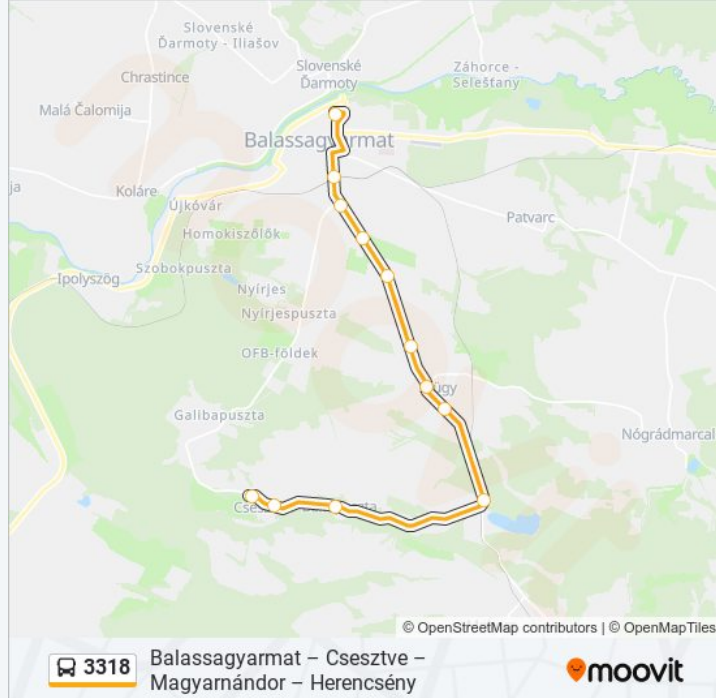 Slovenské
Ďarmoty - Iliašov
Slovenské
Ďarmoty
Záhorce -
Selešťany
Chrastince
Malá Čalomija
Balassagyarmat
Koláre
Újkóvár
Patvarc
Homokiszőlők
Szobokpuszta
Ipolyszög
Nyírjes
Nyírjespuszta
OFB-földek
Galibapuszta
Nógrádmarcal
© OpenStreetMap contributors | © OpenMapTiles
3318
Balassagyarmat – Csesztve –
Magyarnándor – Herencsény
moovit